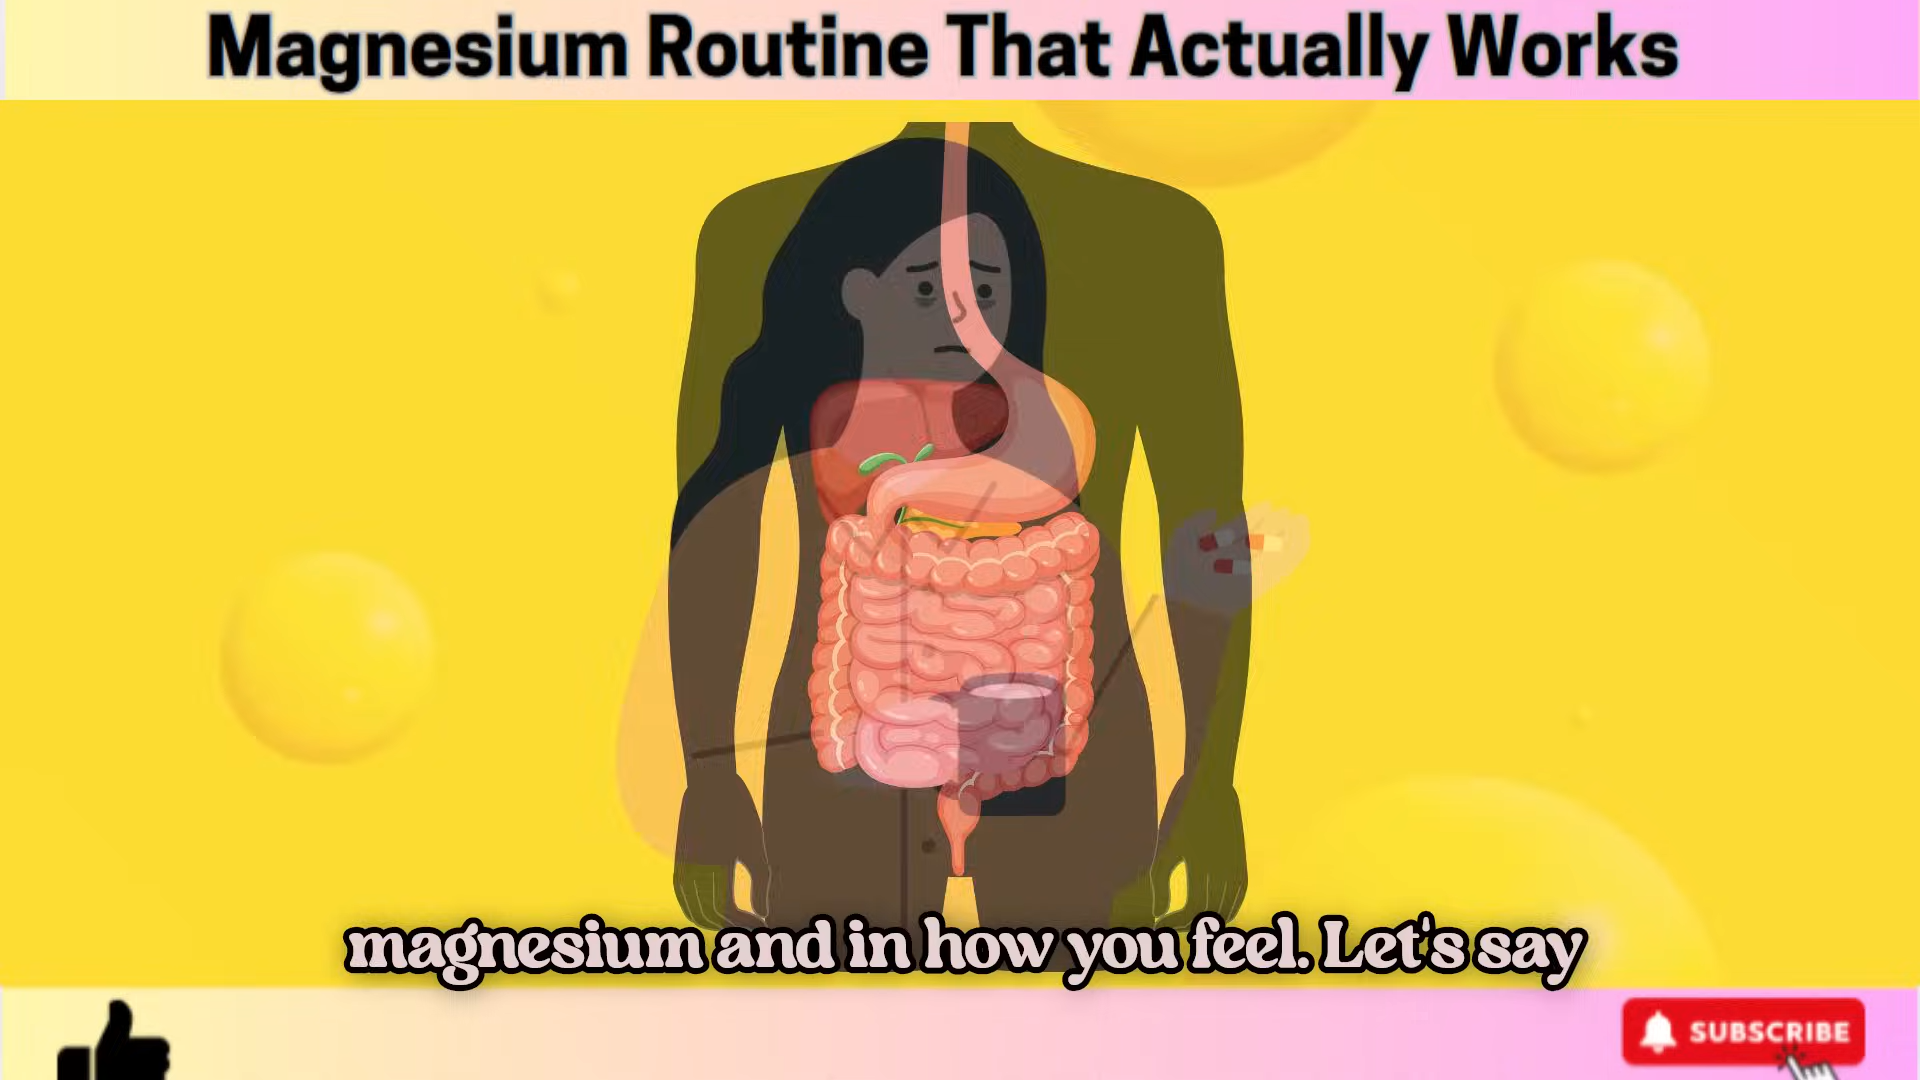 Magnesium Routine That Actually Works
magnesium and in how you feel. Let's say
SUBSCRIBE